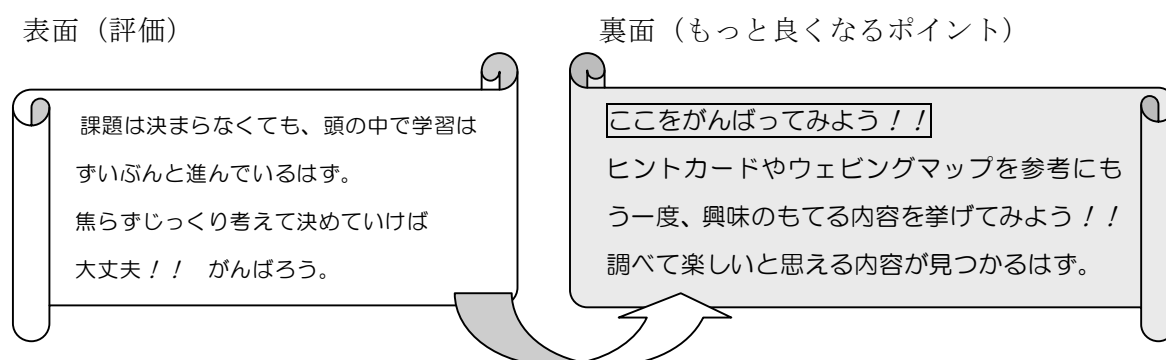 表面（評価）
課題は決まらなくても、頭の中で学習は
ずいぶんと進んでいるはず。
焦らずじっくり考えて決めていけば
大丈夫！！　がんばろう。
裏面（もっと良くなるポイント）
ここをがんばってみよう！！
ヒントカードやウェビングマップを参考にも
う一度、興味のもてる内容を挙げてみよう！！
調べて楽しいと思える内容が見つかるはず。